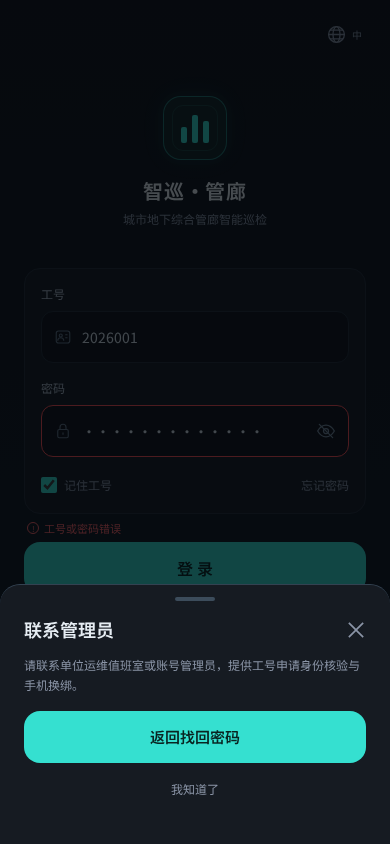 中
智巡·管廊
城市地下综合管廊智能巡检
工号
2026001
密码
记住工号
忘记密码
工号或密码错误
登录
联系管理员
请联系单位运维值班室或账号管理员，提供工号申请身份核验与
手机换绑。
返回找回密码
我知道了